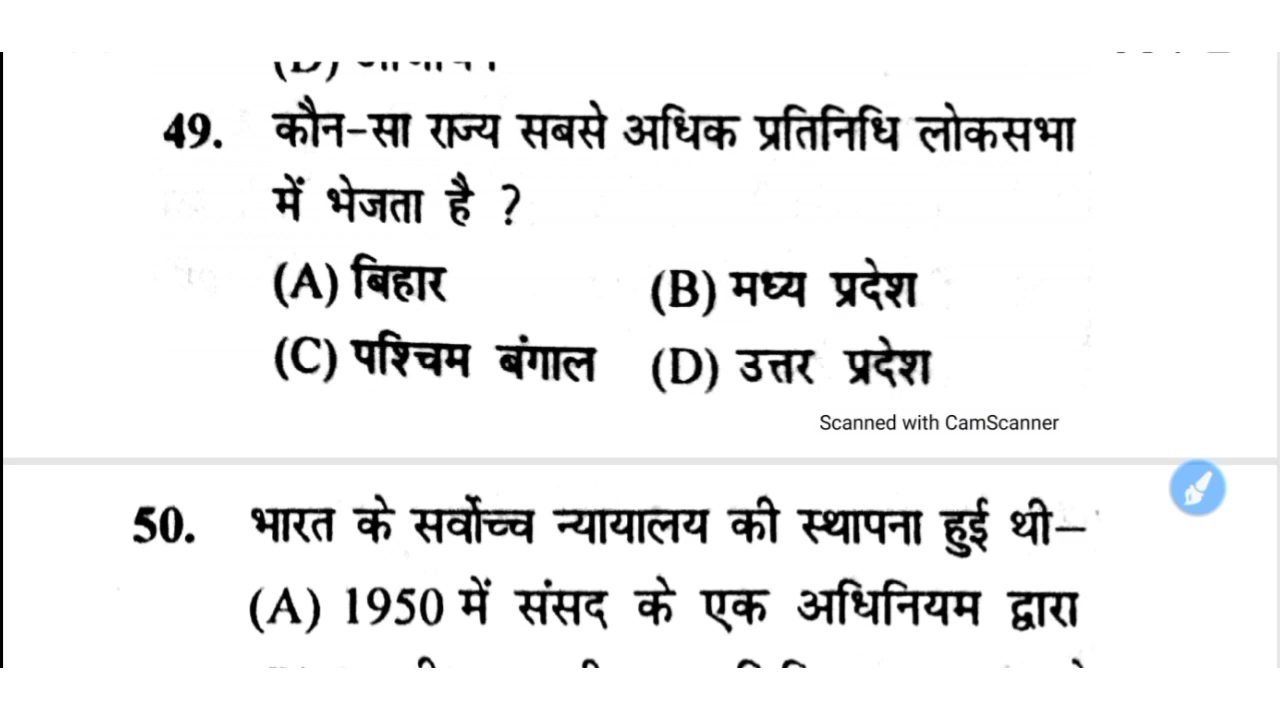 49. कौन-सा राज्य सबसे अधिक प्रतिनिधि लोकसभा
में भेजता है ?
(A) बिहार (B) मध्य प्रदेश
(C) पश्चिम बंगाल (D) उत्तर प्रदेश
Scanned with CamScanner
50. भारत के सर्वोच्च न्यायालय की स्थापना हुई थी–
(A) 1950 में संसद के एक अधिनियम द्वारा